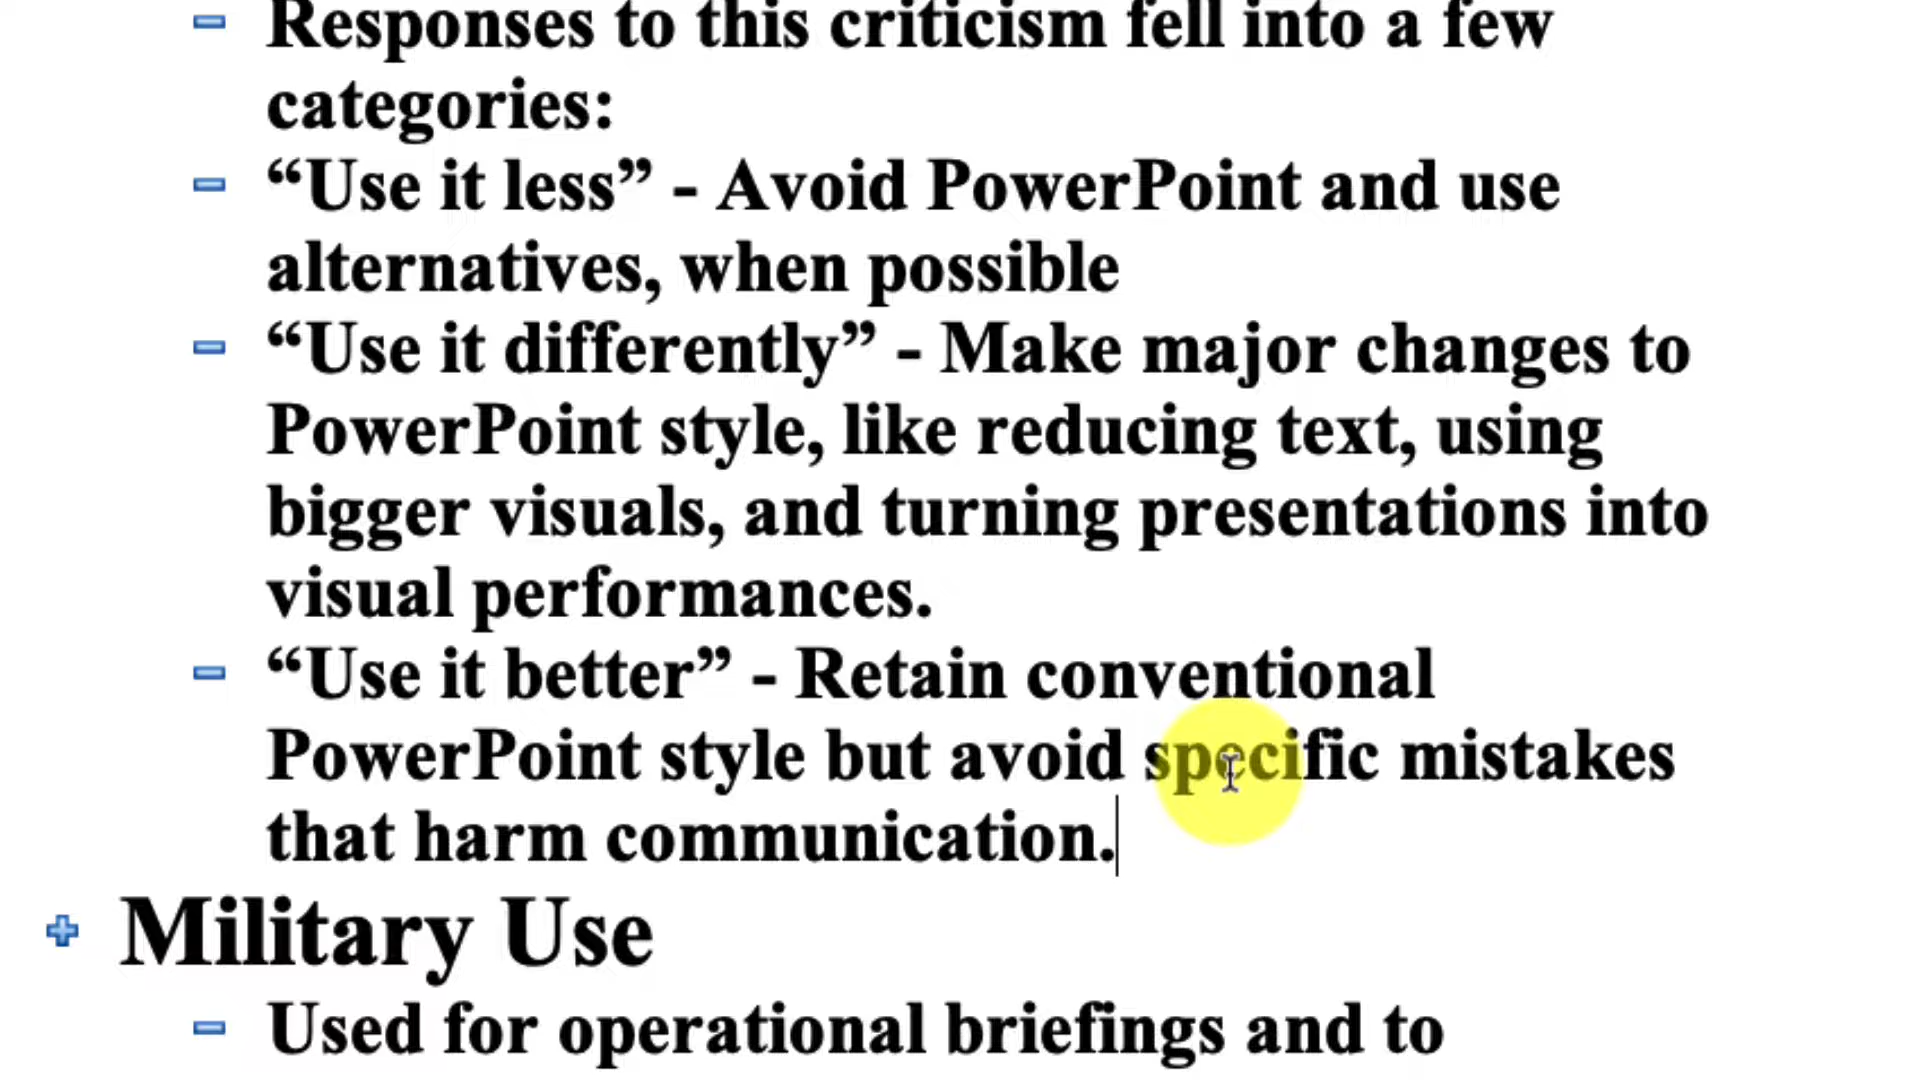 Responses to this criticism fell into a few
categories:
“Use it less” - Avoid PowerPoint and use
alternatives, when possible
“Use it differently” - Make major changes to
PowerPoint style, like reducing text, using
bigger visuals, and turning presentations into
visual performances.
“Use it better” - Retain conventional
PowerPoint style but avoid specific mistakes
that harm communication.
Military Use
Used for operational briefings and to